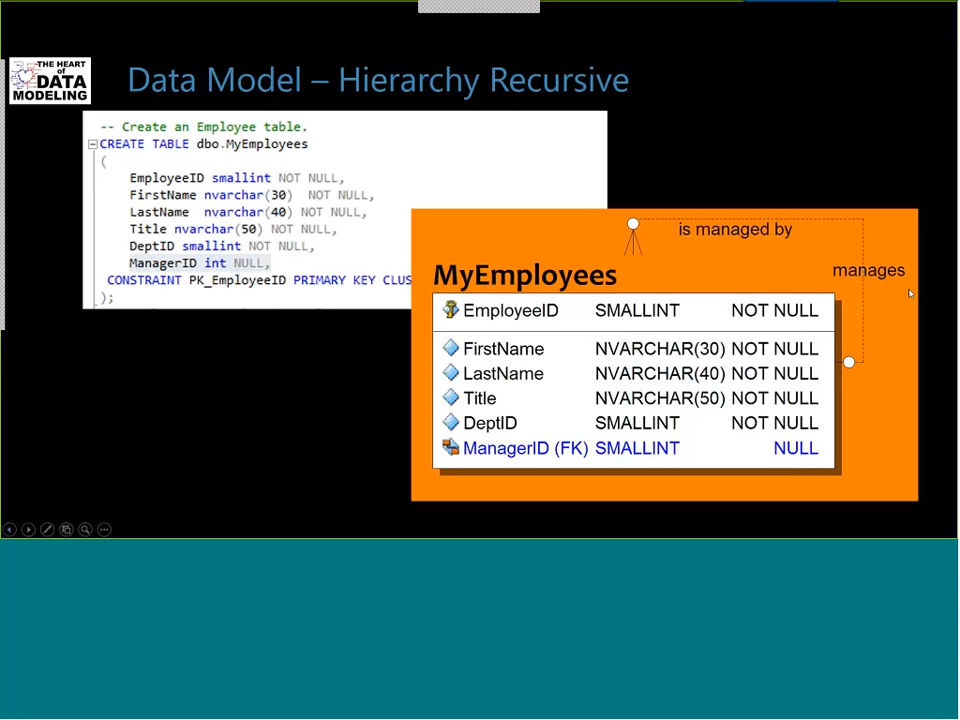 THE HEART
of
DATA
MODELING
Data Model – Hierarchy Recursive
-- Create an Employee table.
CREATE TABLE dbo.MyEmployees
(
EmployeeID smallint NOT NULL,
FirstName nvarchar(30) NOT NULL,
LastName nvarchar(40) NOT NULL,
Title nvarchar(50) NOT NULL,
DeptID smallint NOT NULL,
ManagerID int NULL,
CONSTRAINT PK_EmployeeID PRIMARY KEY CLUS
);
is managed by
manages
MyEmployees
EmployeeID SMALLINT NOT NULL
FirstName NVARCHAR(30) NOT NULL
LastName NVARCHAR(40) NOT NULL
Title NVARCHAR(50) NOT NULL
DeptID SMALLINT NOT NULL
ManagerID (FK) SMALLINT NULL